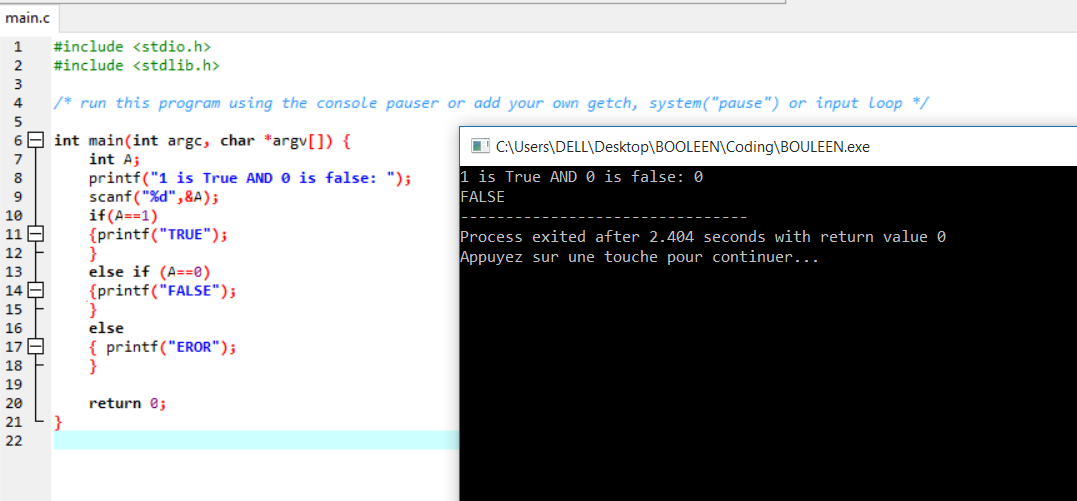 main.c
1 #include <stdio.h>
2 #include <stdlib.h>
3
4 /* run this program using the console pauser or add your own getch, system("pause") or input loop */
5
6 int main(int argc, char *argv[]) {
7 int A;
8 printf("1 is True AND 0 is false: ");
9 scanf("%d",&A);
10 if(A==1)
11 {printf("TRUE");
12 }
13 else if (A==0)
14 {printf("FALSE");
15 }
16 else
17 { printf("EROR");
18 }
19
20 return 0;
21 }
22
C:\Users\DELL\Desktop\BOOLEEN\Coding\BOULEEN.exe
1 is True AND 0 is false: 0
FALSE
--------------------------------
Process exited after 2.404 seconds with return value 0
Appuyez sur une touche pour continuer...